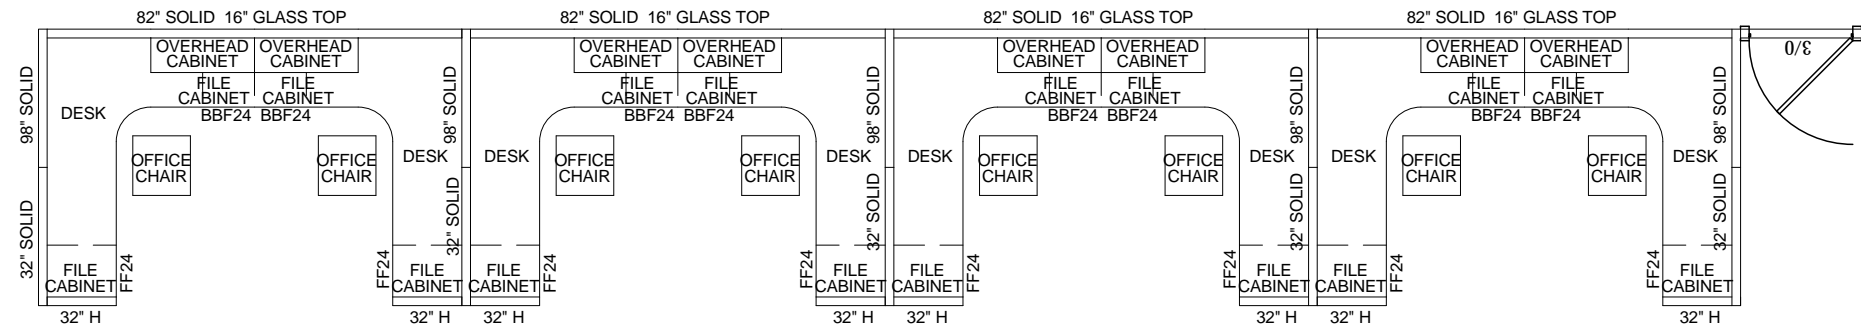 82" SOLID 16" GLASS TOP
82" SOLID 16" GLASS TOP
82" SOLID 16" GLASS TOP
82" SOLID 16" GLASS TOP
OVERHEAD CABINET
OVERHEAD CABINET
OVERHEAD CABINET
OVERHEAD CABINET
OVERHEAD CABINET
OVERHEAD CABINET
OVERHEAD CABINET
OVERHEAD CABINET
3/0
FILE CABINET
FILE CABINET
FILE CABINET
FILE CABINET
FILE CABINET
FILE CABINET
FILE CABINET
FILE CABINET
BBF24 BBF24
BBF24 BBF24
BBF24 BBF24
BBF24 BBF24
98" SOLID
98" SOLID
98" SOLID
98" SOLID
98" SOLID
DESK
DESK
DESK
DESK
DESK
DESK
DESK
DESK
OFFICE CHAIR
OFFICE CHAIR
OFFICE CHAIR
OFFICE CHAIR
OFFICE CHAIR
OFFICE CHAIR
OFFICE CHAIR
OFFICE CHAIR
32" SOLID
32" SOLID
32" SOLID
32" SOLID
32" SOLID
FILE CABINET
FF24
FF24
FILE CABINET
FILE CABINET
FF24
FF24
FILE CABINET
FILE CABINET
FF24
FF24
FILE CABINET
FILE CABINET
FF24
FF24
FILE CABINET
32" H
32" H
32" H
32" H
32" H
32" H
32" H
32" H